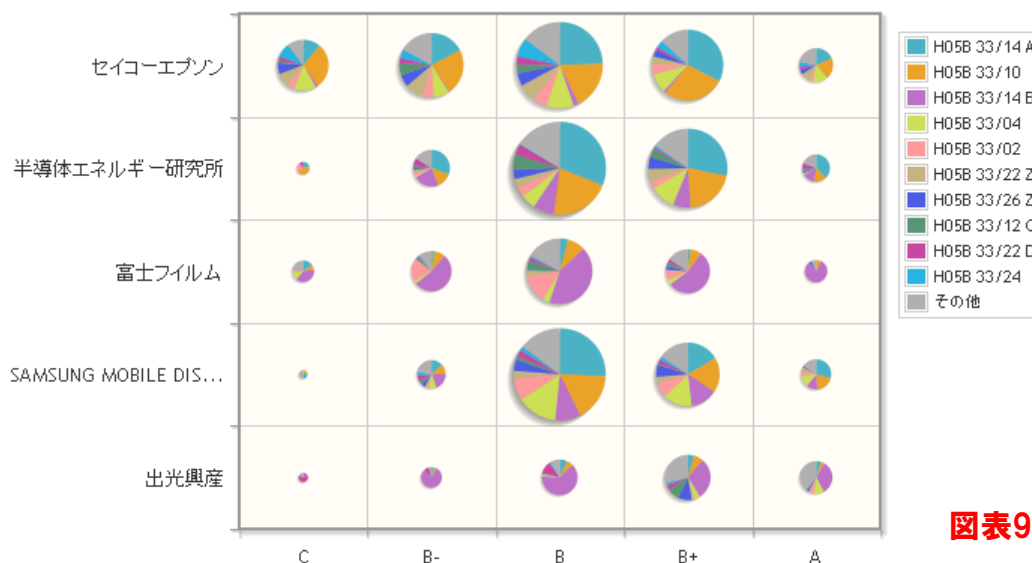 セイコーエプソン
半導体エネルギー研究所
富士フイルム
SAMSUNG MOBILE DIS...
出光興産
C B- B B+ A
H05B 33/14 A
H05B 33/10
H05B 33/14 B
H05B 33/04
H05B 33/02
H05B 33/22 Z
H05B 33/26 Z
H05B 33/12 C
H05B 33/22 D
H05B 33/24
その他
図表9